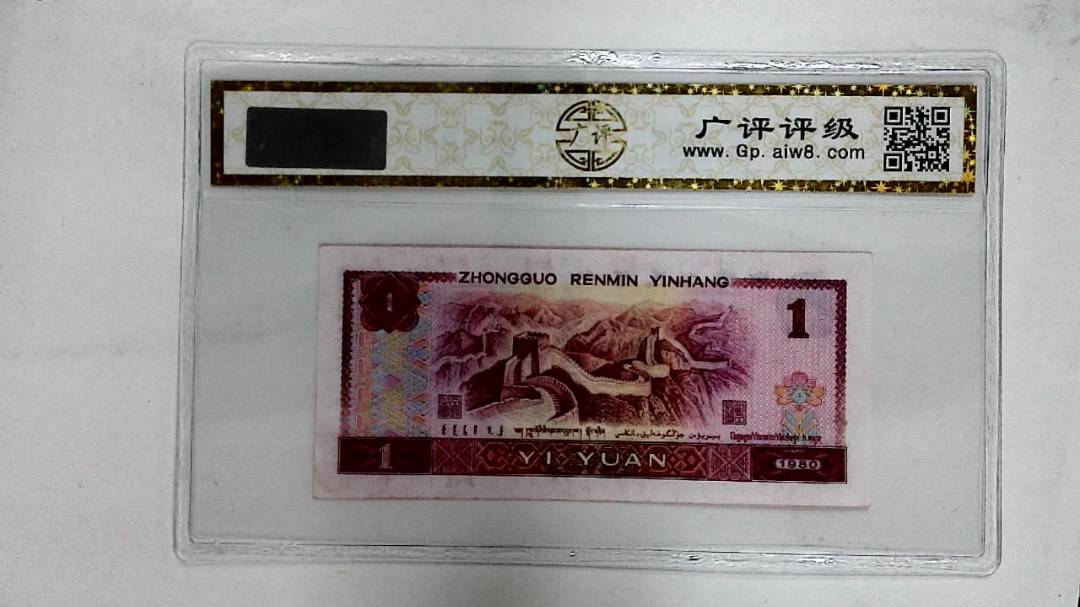 广评
广评评级
www. Gp. aiw8. com
ZHONGGUO RENMIN YINHANG
1
1
1
YI YUAN
1980